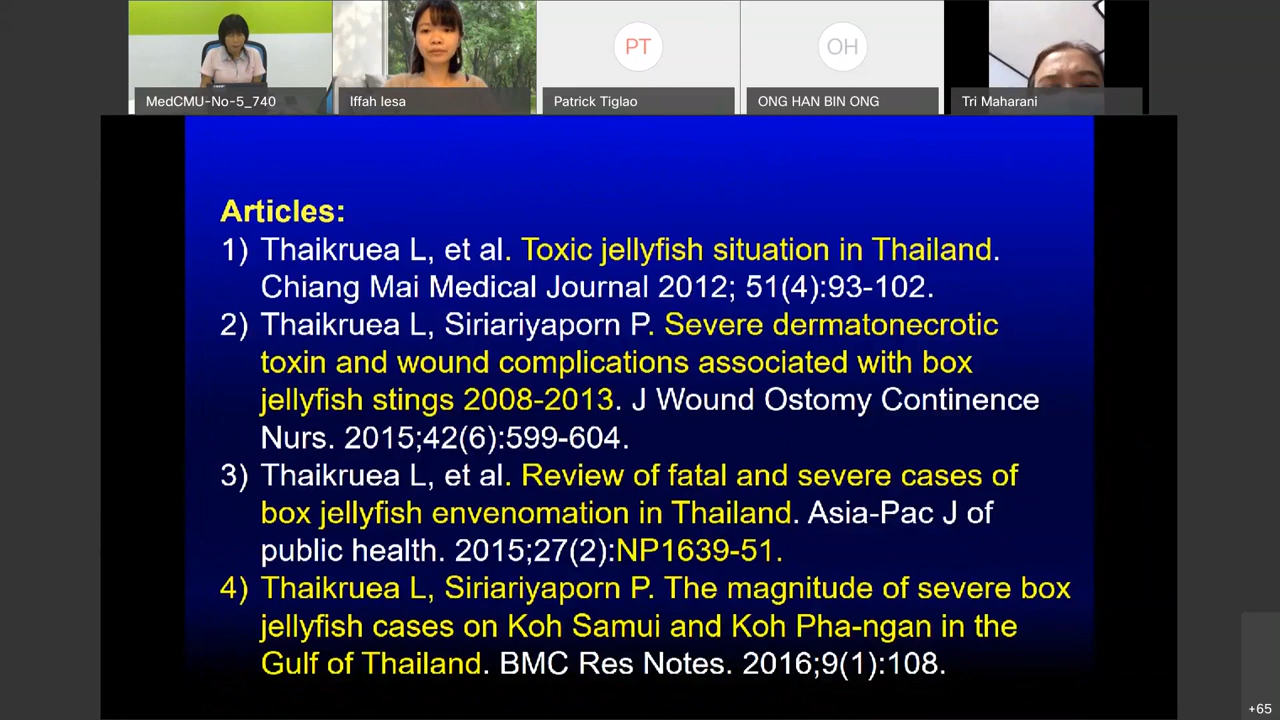 PT
OH
MedCMU-No-5_740
Iffah Iesa
Patrick Tiglao
ONG HAN BIN ONG
Tri Maharani
Articles:
1) Thaikruea L, et al. Toxic jellyfish situation in Thailand.
Chiang Mai Medical Journal 2012; 51(4):93-102.
2) Thaikruea L, Siriariyaporn P. Severe dermatonecrotic
toxin and wound complications associated with box
jellyfish stings 2008-2013. J Wound Ostomy Continence
Nurs. 2015;42(6):599-604.
3) Thaikruea L, et al. Review of fatal and severe cases of
box jellyfish envenomation in Thailand. Asia-Pac J of
public health. 2015;27(2):NP1639-51.
4) Thaikruea L, Siriariyaporn P. The magnitude of severe box
jellyfish cases on Koh Samui and Koh Pha-ngan in the
Gulf of Thailand. BMC Res Notes. 2016;9(1):108.
+65